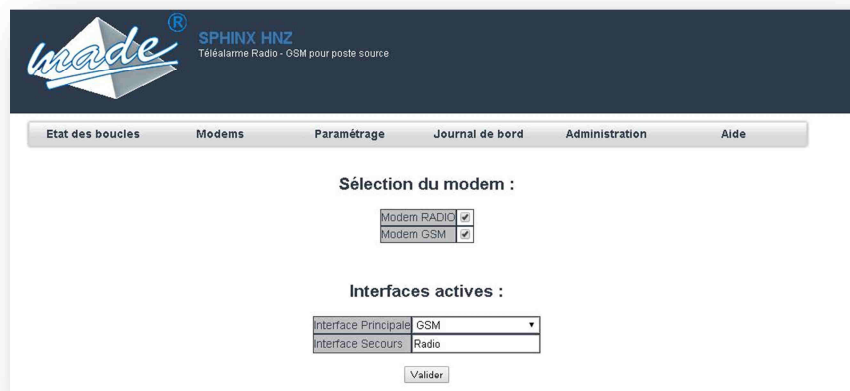 made ®
SPHINX HNZ
Téléalarme Radio - GSM pour poste source
Etat des boucles Modems Paramétrage Journal de bord Administration Aide
Sélection du modem :
Modem RADIO
Modem GSM
Interfaces actives :
Interface Principale GSM
Interface Secours Radio
Valider